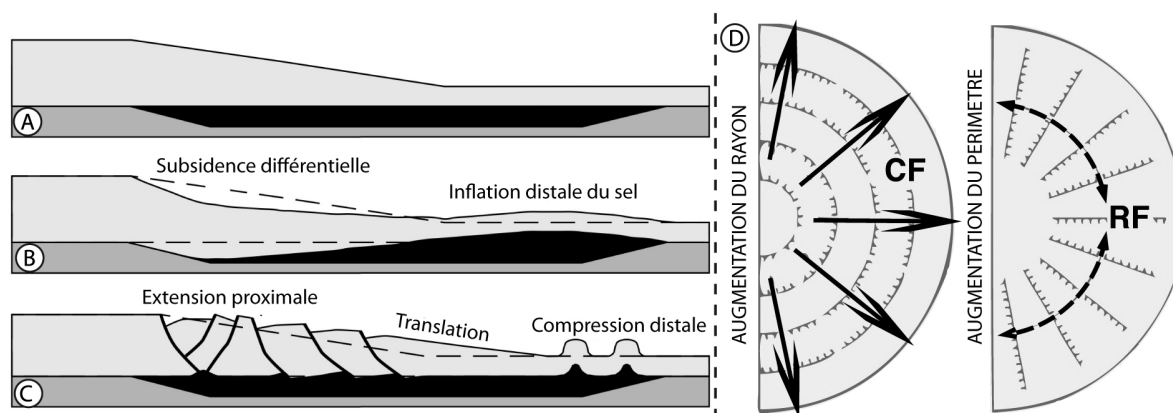 A
B
Subsidence différentielle
Inflation distale du sel
C
Extension proximale
Translation
Compression distale
D
AUGMENTATION DU RAYON
CF
AUGMENTATION DU PERIMETRE
RF